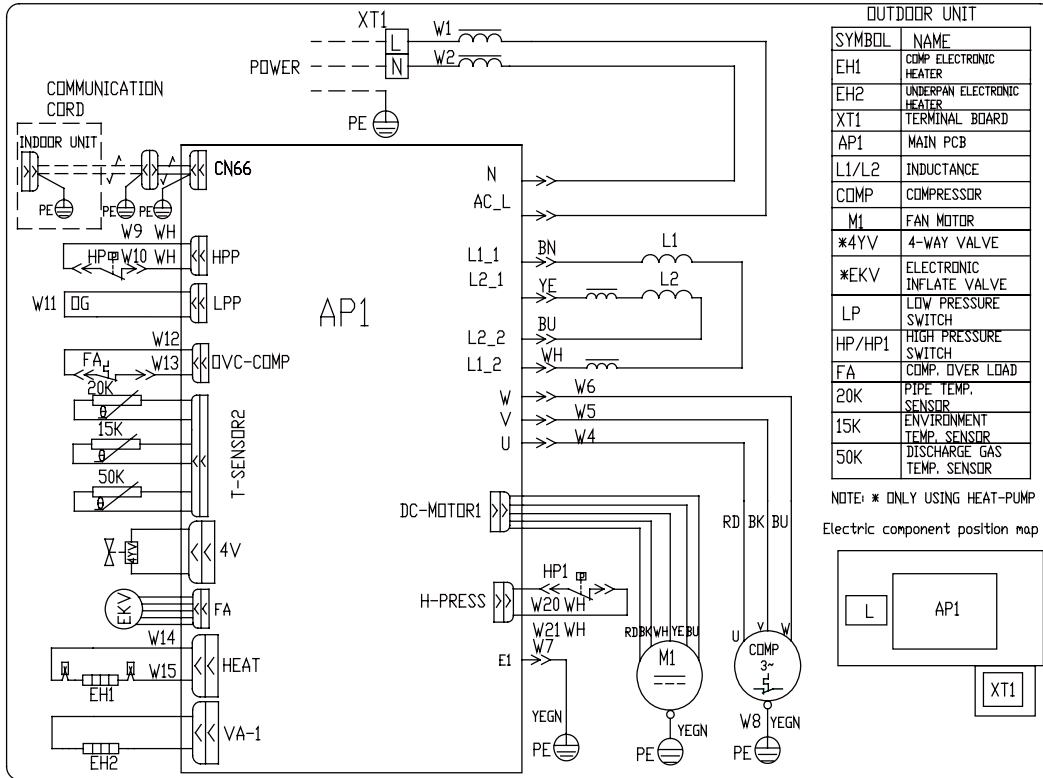 XT1
L
N
POWER
PE
W1
W2
COMMUNICATION
CORD
INDOOR UNIT
PE
PE
PE
CN66
W9 WH
HP
W10 WH
HPP
W11
OG
LPP
W12
FA
W13
OVC-COMP
20K
θ
15K
θ
50K
θ
T-SENSOR2
4YV
4V
EKV
FA
W14
W15
HEAT
EH1
VA-1
EH2
AP1
N
AC_L
L1_1
BN
L1
L2_1
YE
L2
L2_2
BU
L1_2
WH
W
W6
V
W5
U
W4
DC-MOTOR1
RD
BK
BU
H-PRESS
HP1
P
W20 WH
W21 WH
W7
E1
YEGN
PE
RD BK WH YE BU
M1
YEGN
PE
U
V
W
COMP
3~
W8
YEGN
PE
OUTDOOR UNIT
SYMBOL NAME
EH1 COMP ELECTRONIC
HEATER
EH2 UNDERPAN ELECTRONIC
HEATER
XT1 TERMINAL BOARD
AP1 MAIN PCB
L1/L2 INDUCTANCE
COMP COMPRESSOR
M1 FAN MOTOR
*4YV 4-WAY VALVE
*EKV ELECTRONIC
INFLATE VALVE
LP LOW PRESSURE
SWITCH
HP/HP1 HIGH PRESSURE
SWITCH
FA COMP. OVER LOAD
20K PIPE TEMP.
SENSOR
15K ENVIRONMENT
TEMP. SENSOR
50K DISCHARGE GAS
TEMP. SENSOR
NOTE: * ONLY USING HEAT-PUMP
Electric component position map
L
AP1
XT1